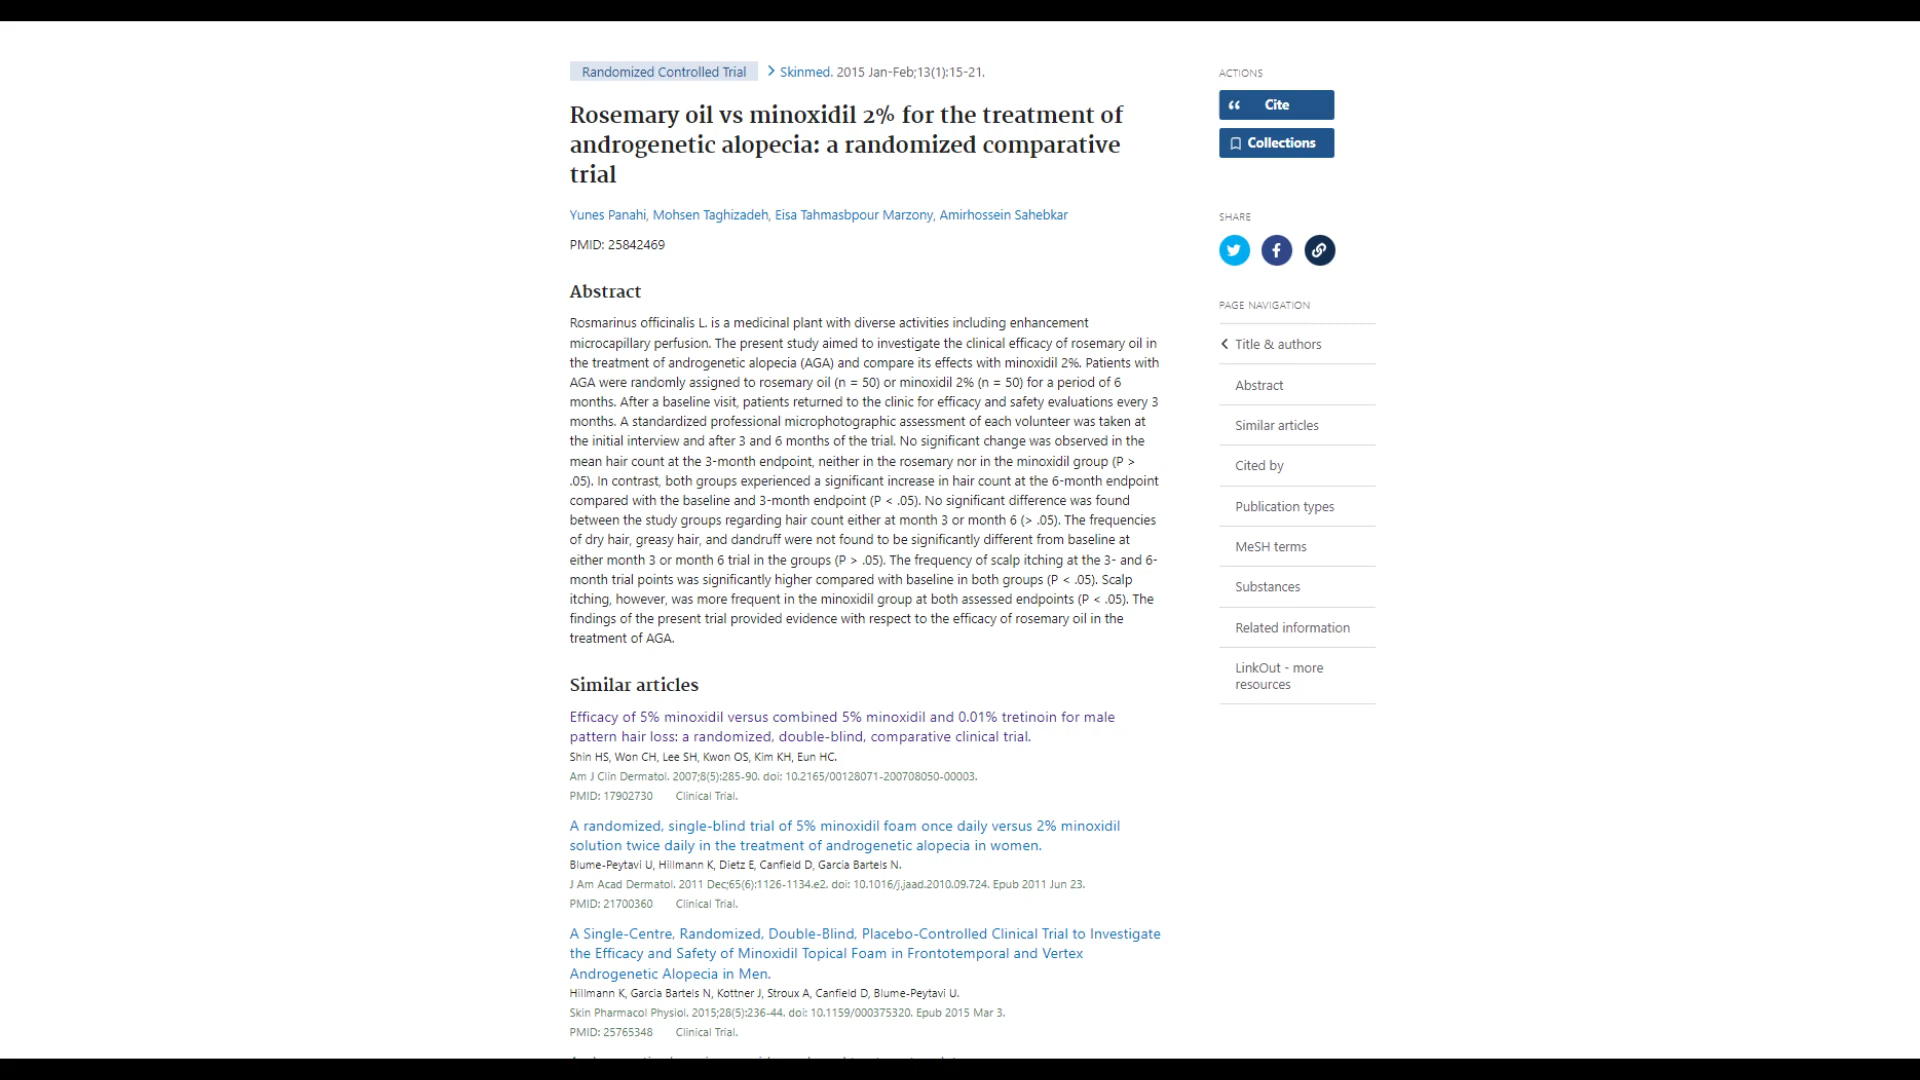 Randomized Controlled Trial > Skinmed. 2015 Jan-Feb;13(1):15-21.
Rosemary oil vs minoxidil 2% for the treatment of
androgenetic alopecia: a randomized comparative
trial
Yunes Panahi, Mohsen Taghizadeh, Eisa Tahmasbpour Marzony, Amirhossein Sahebkar
PMID: 25842469
Abstract
Rosmarinus officinalis L. is a medicinal plant with diverse activities including enhancement
microcapillary perfusion. The present study aimed to investigate the clinical efficacy of rosemary oil in
the treatment of androgenetic alopecia (AGA) and compare its effects with minoxidil 2%. Patients with
AGA were randomly assigned to rosemary oil (n = 50) or minoxidil 2% (n = 50) for a period of 6
months. After a baseline visit, patients returned to the clinic for efficacy and safety evaluations every 3
months. A standardized professional microphotographic assessment of each volunteer was taken at
the initial interview and after 3 and 6 months of the trial. No significant change was observed in the
mean hair count at the 3-month endpoint, neither in the rosemary nor in the minoxidil group (P >
.05). In contrast, both groups experienced a significant increase in hair count at the 6-month endpoint
compared with the baseline and 3-month endpoint (P < .05). No significant difference was found
between the study groups regarding hair count either at month 3 or month 6 (> .05). The frequencies
of dry hair, greasy hair, and dandruff were not found to be significantly different from baseline at
either month 3 or month 6 trial in the groups (P > .05). The frequency of scalp itching at the 3- and 6-
month trial points was significantly higher compared with baseline in both groups (P < .05). Scalp
itching, however, was more frequent in the minoxidil group at both assessed endpoints (P < .05). The
findings of the present trial provided evidence with respect to the efficacy of rosemary oil in the
treatment of AGA.
Similar articles
Efficacy of 5% minoxidil versus combined 5% minoxidil and 0.01% tretinoin for male
pattern hair loss: a randomized, double-blind, comparative clinical trial.
Shin HS, Won CH, Lee SH, Kwon OS, Kim KH, Eun HC.
Am J Clin Dermatol. 2007;8(5):285-90. doi: 10.2165/00128071-200708050-00003.
PMID: 17902730 Clinical Trial.
A randomized, single-blind trial of 5% minoxidil foam once daily versus 2% minoxidil
solution twice daily in the treatment of androgenetic alopecia in women.
Blume-Peytavi U, Hillmann K, Dietz E, Canfield D, Garcia Bartels N.
J Am Acad Dermatol. 2011 Dec;65(6):1126-1134.e2. doi: 10.1016/j.jaad.2010.09.724. Epub 2011 Jun 23.
PMID: 21700360 Clinical Trial.
A Single-Centre, Randomized, Double-Blind, Placebo-Controlled Clinical Trial to Investigate
the Efficacy and Safety of Minoxidil Topical Foam in Frontotemporal and Vertex
Androgenetic Alopecia in Men.
Hillmann K, Garcia Bartels N, Kottner J, Stroux A, Canfield D, Blume-Peytavi U.
Skin Pharmacol Physiol. 2015;28(5):236-44. doi: 10.1159/000375320. Epub 2015 Mar 3.
PMID: 25765348 Clinical Trial.
ACTIONS
Cite
Collections
SHARE
PAGE NAVIGATION
Title & authors
Abstract
Similar articles
Cited by
Publication types
MeSH terms
Substances
Related information
LinkOut - more
resources